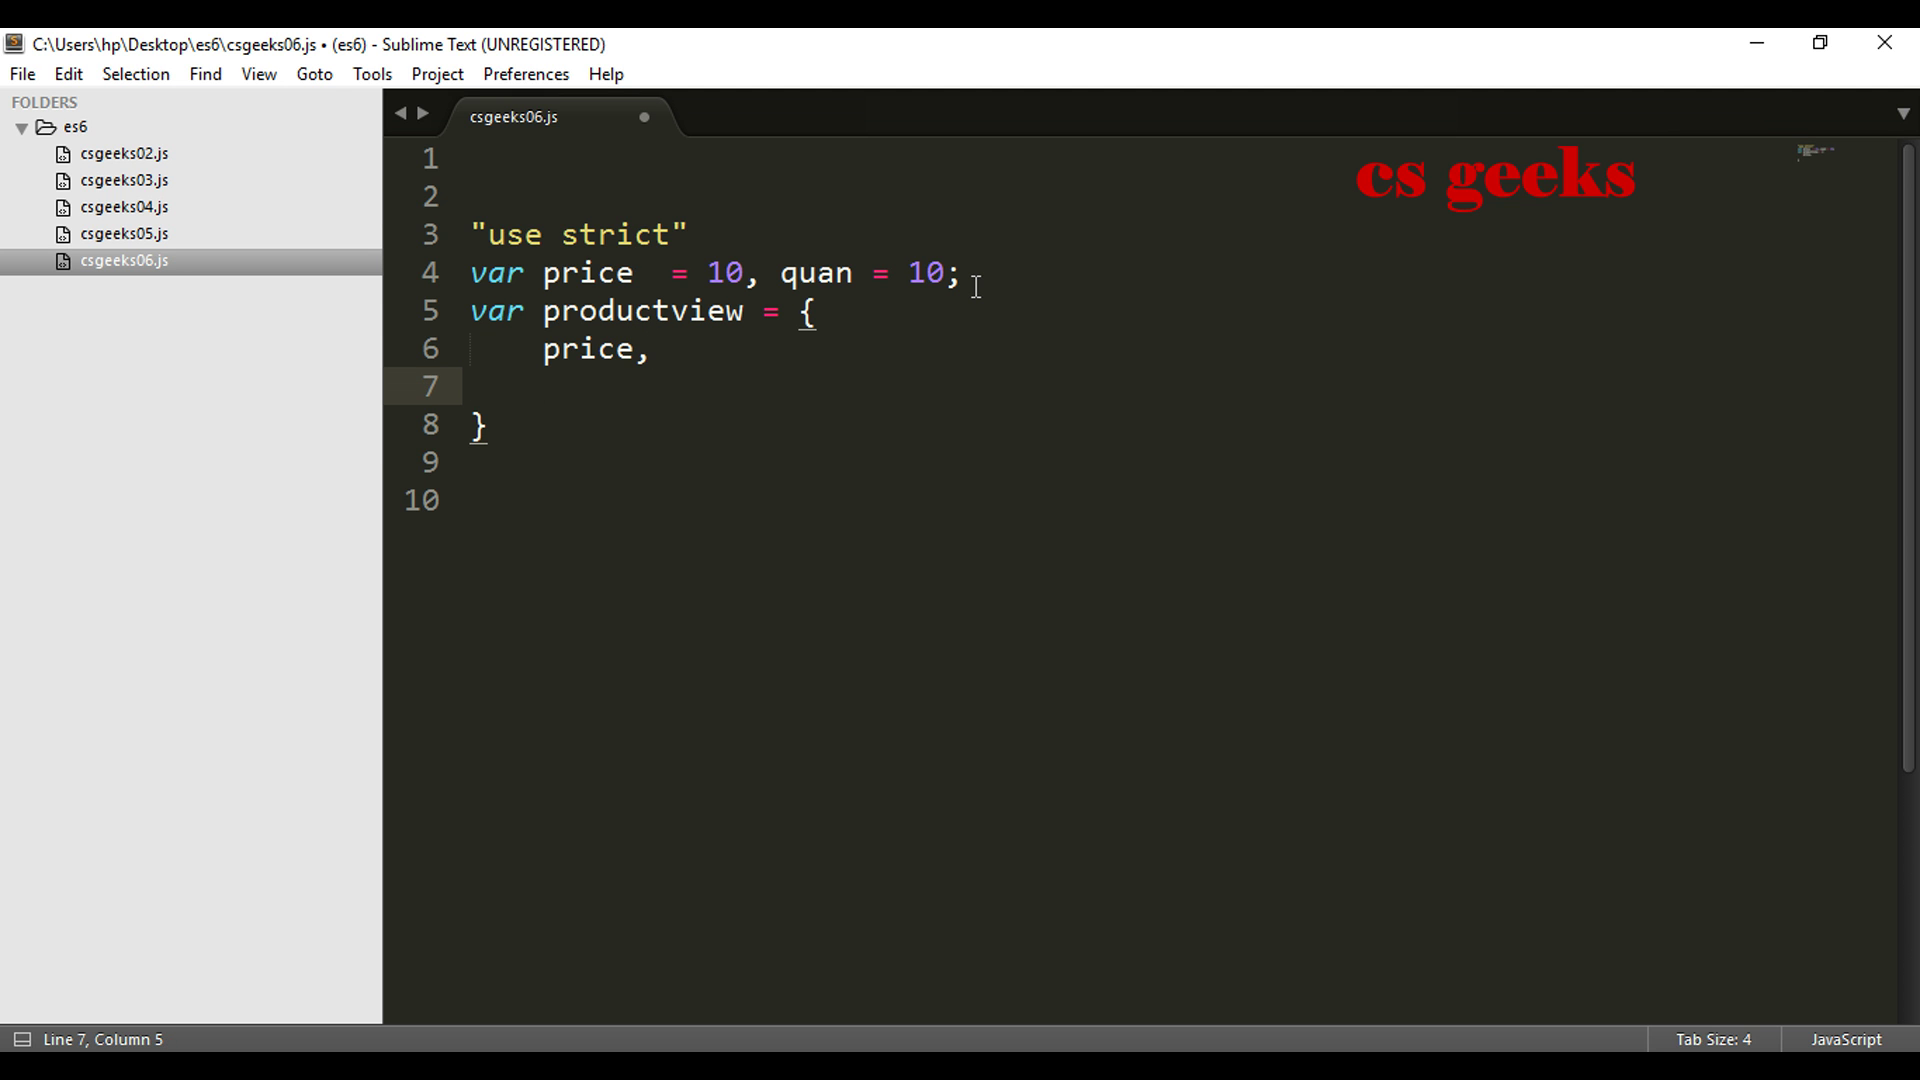 C:\Users\hp\Desktop\es6\csgeeks06.js • (es6) - Sublime Text (UNREGISTERED)
File Edit Selection Find View Goto Tools Project Preferences Help
FOLDERS
es6
csgeeks02.js
csgeeks03.js
csgeeks04.js
csgeeks05.js
csgeeks06.js
csgeeks06.js
cs geeks
1
2
3 "use strict"
4 var price  = 10, quan = 10;
5 var productview = {
6     price,
7
8 }
9
10
Line 7, Column 5
Tab Size: 4
JavaScript